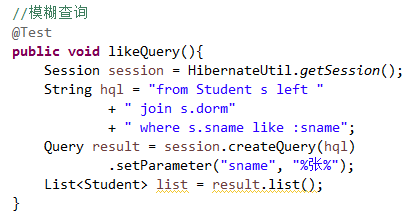 //模糊查询
@Test
public void likeQuery(){
    Session session = HibernateUtil.getSession();
    String hql = "from Student s left "
            + " join s.dorm"
            + " where s.sname like :sname";
    Query result = session.createQuery(hql)
            .setParameter("sname", "%张%");
    List<Student> list = result.list();
}